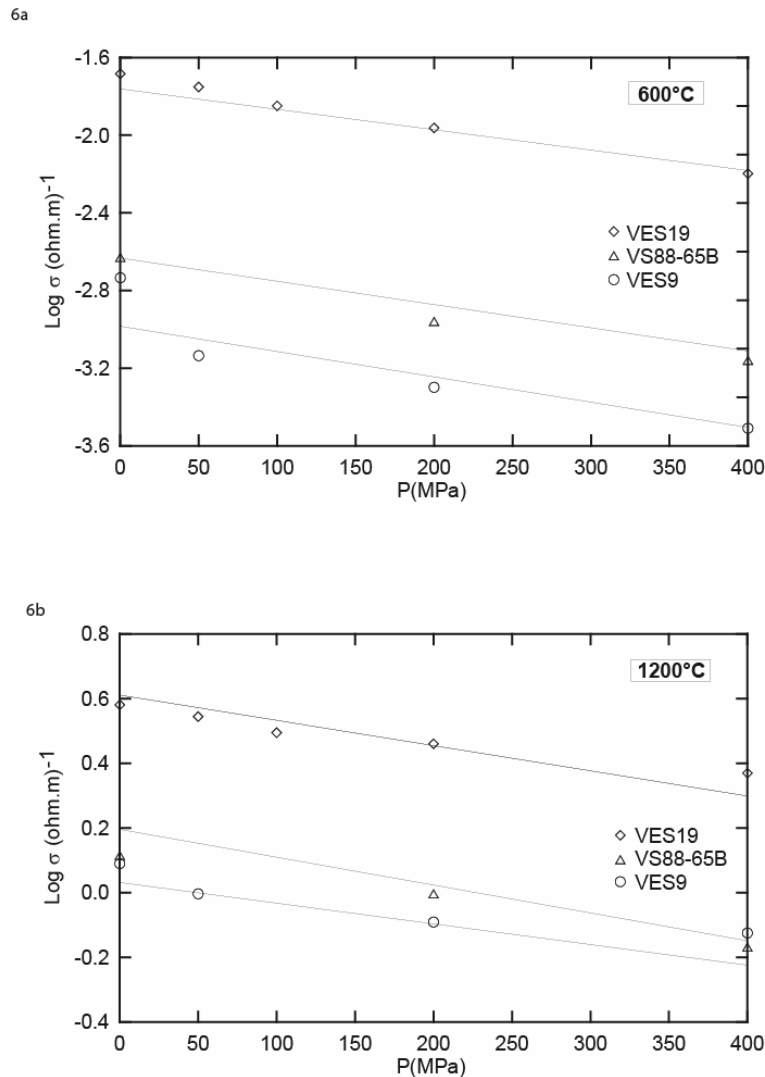 6a
600°C
-1.6
-2.0
-2.4
-2.8
-3.2
-3.6
Log σ (ohm.m)⁻¹
VES19
VS88-65B
VES9
0 50 100 150 200 250 300 350 400
P(MPa)
6b
1200°C
0.8
0.6
0.4
0.2
0.0
-0.2
-0.4
Log σ (ohm.m)⁻¹
VES19
VS88-65B
VES9
0 50 100 150 200 250 300 350 400
P(MPa)